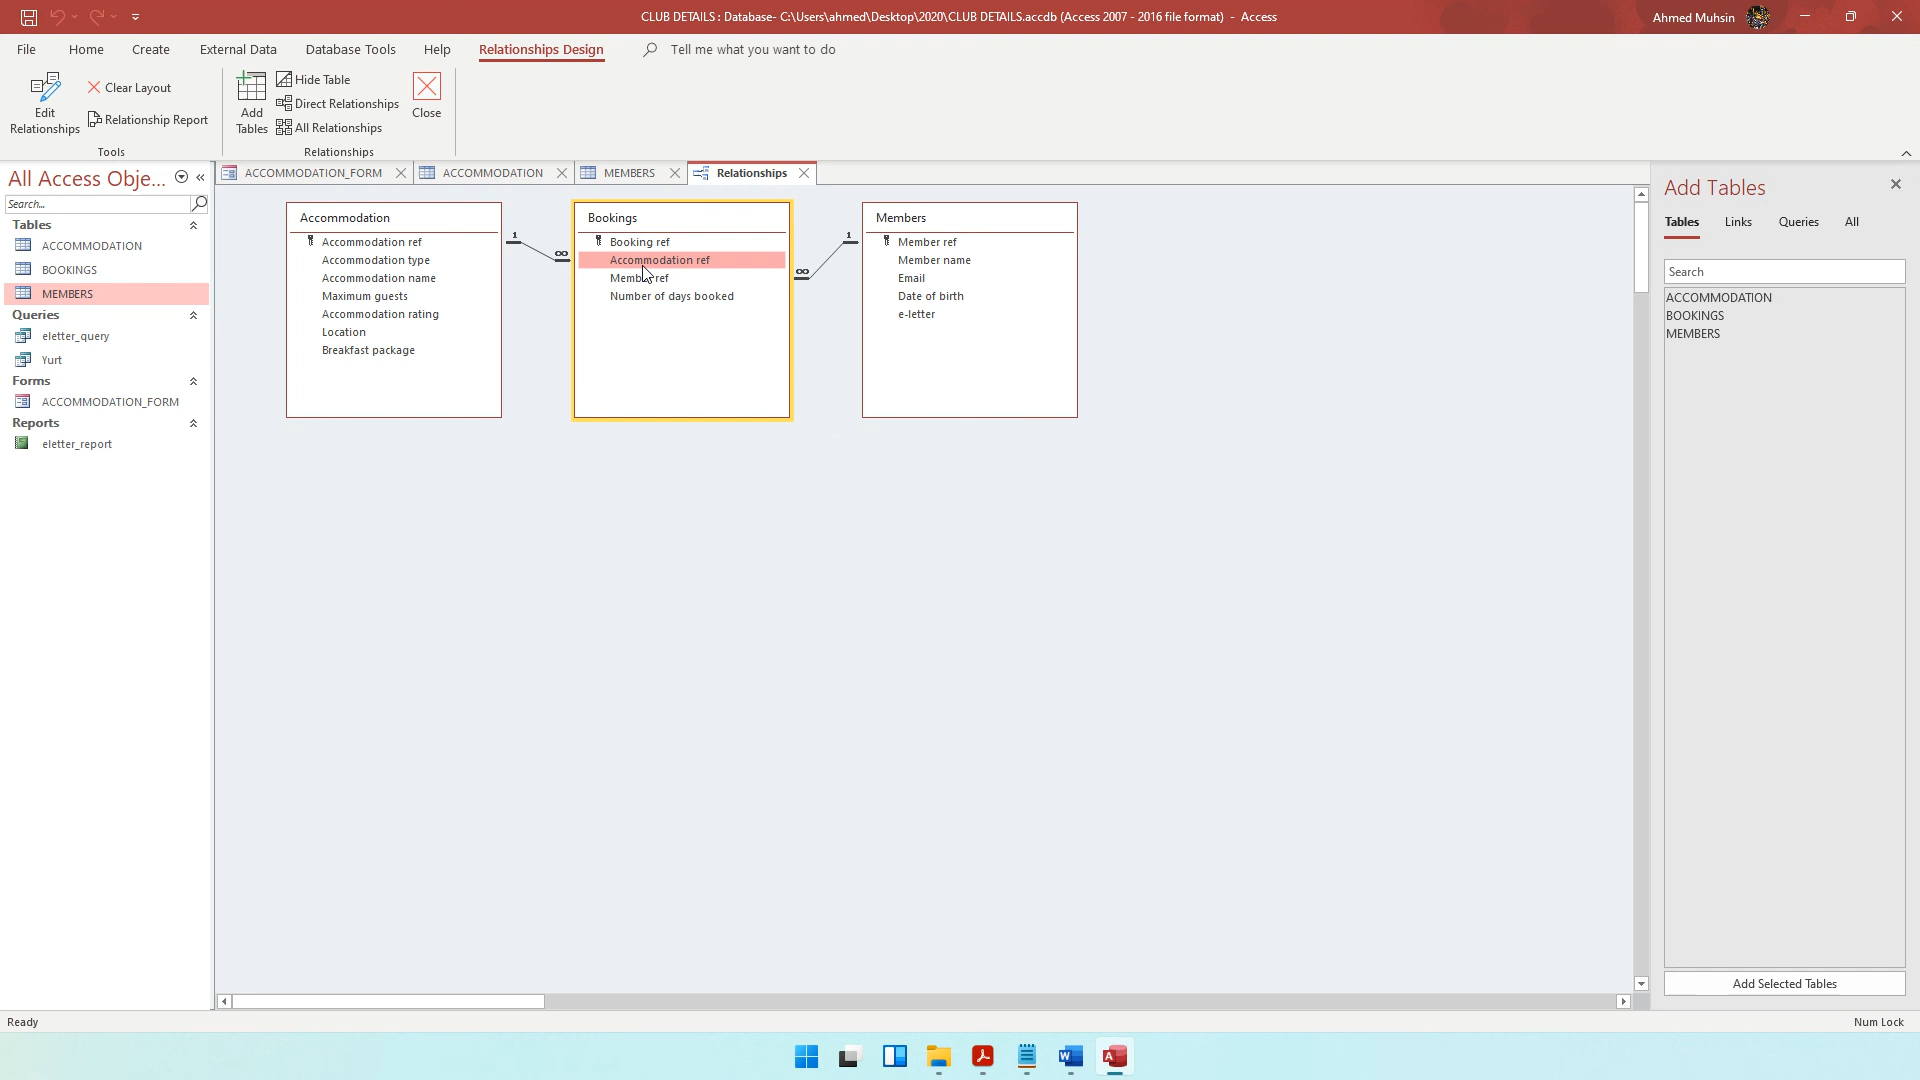 CLUB DETAILS : Database- C:\Users\ahmed\Desktop\2020\CLUB DETAILS.accdb (Access 2007 - 2016 file format) - Access
Ahmed Muhsin
File Home Create External Data Database Tools Help Relationships Design Tell me what you want to do
Edit
Relationships
Clear Layout
Relationship Report
Tools
Add
Tables
Hide Table
Direct Relationships
All Relationships
Close
Relationships
All Access Obje...
Search...
Tables
ACCOMMODATION
BOOKINGS
MEMBERS
Queries
eletter_query
Yurt
Forms
ACCOMMODATION_FORM
Reports
eletter_report
ACCOMMODATION_FORM ACCOMMODATION MEMBERS Relationships
Accommodation
Accommodation ref
Accommodation type
Accommodation name
Maximum guests
Accommodation rating
Location
Breakfast package
1
∞
Bookings
Booking ref
Accommodation ref
Member ref
Number of days booked
∞
1
Members
Member ref
Member name
Email
Date of birth
e-letter
Add Tables
Tables Links Queries All
Search
ACCOMMODATION
BOOKINGS
MEMBERS
Add Selected Tables
Ready
Num Lock